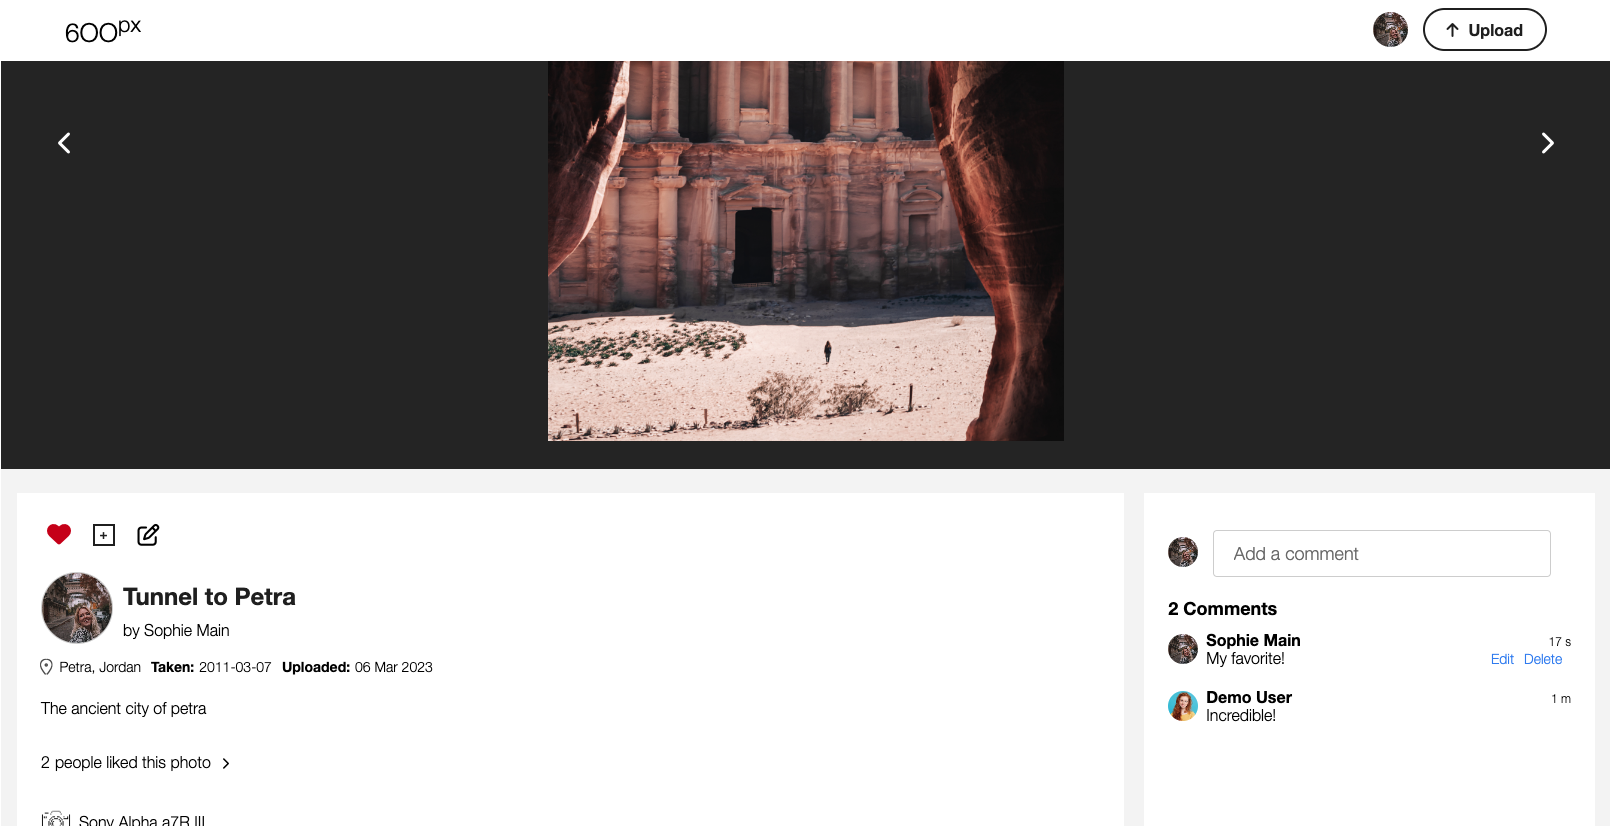 600px
Upload
Tunnel to Petra
by Sophie Main
Petra, Jordan Taken: 2011-03-07 Uploaded: 06 Mar 2023
The ancient city of petra
2 people liked this photo
Sony Alpha a7R III
Add a comment
2 Comments
Sophie Main 17 s
My favorite! Edit Delete
Demo User 1 m
Incredible!